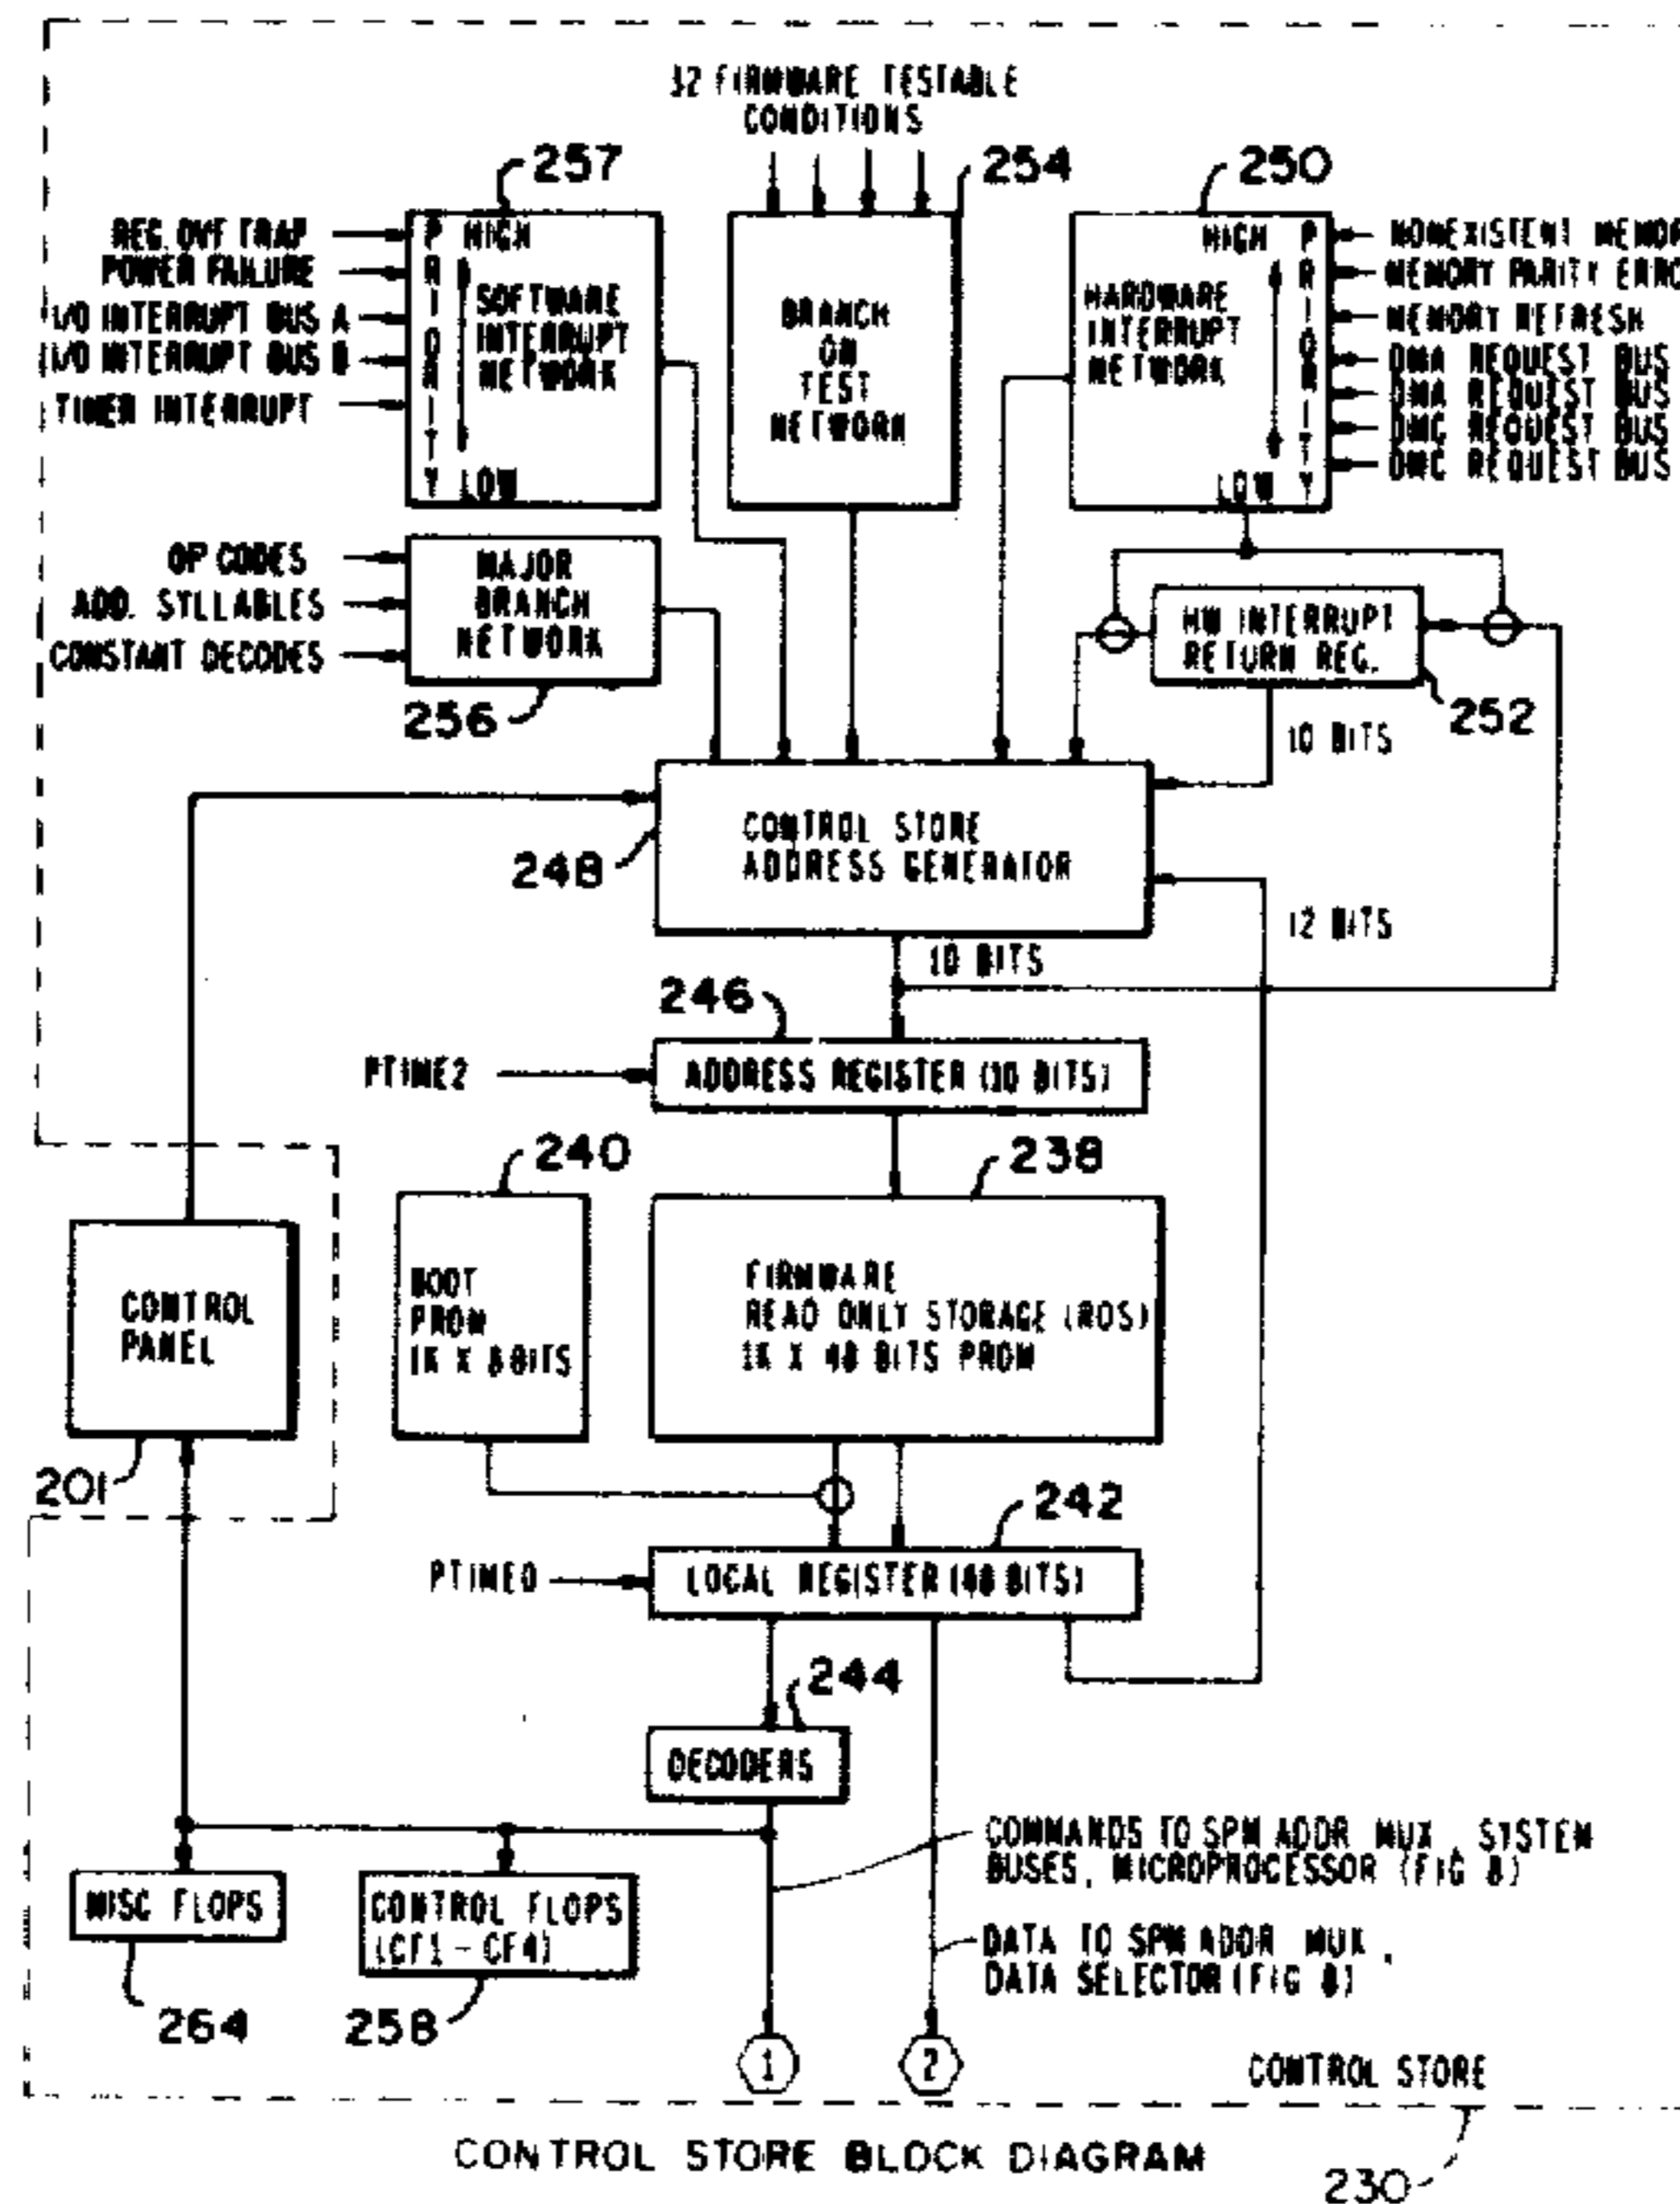 32 FIRMWARE TESTABLE
CONDITIONS
257
254
250
REG. OVF TRAP
POWER FAILURE
I/O INTERRUPT BUS A
I/O INTERRUPT BUS B
TIMER INTERRUPT
PRIORITY
HIGH
SOFTWARE
INTERRUPT
NETWORK
LOW
BRANCH
ON
TEST
NETWORK
HIGH
HARDWARE
INTERRUPT
NETWORK
LOW
PRIORITY
NONEXISTENT MEMOR
MEMORY PARITY ERRO
MEMORY REFRESH
DMA REQUEST BUS
DMA REQUEST BUS
DMC REQUEST BUS
DMC REQUEST BUS
OP CODES
ADD. SYLLABLES
CONSTANT DECODES
MAJOR
BRANCH
NETWORK
256
HW INTERRUPT
RETURN REG.
252
10 BITS
CONTROL STORE
ADDRESS GENERATOR
248
12 BITS
10 BITS
246
PTIME2
ADDRESS REGISTER (10 BITS)
240
238
CONTROL
PANEL
201
BOOT
PROM
1K X 8 BITS
FIRMWARE
READ ONLY STORAGE (ROS)
1K X 48 BITS PROM
242
PTIME0
LOCAL REGISTER (48 BITS)
244
DECODERS
COMMANDS TO SPM ADDR MUX, SYSTEM
BUSES, MICROPROCESSOR (FIG 8)
MISC FLOPS
264
CONTROL FLOPS
(CF1 - CF4)
258
DATA TO SPM ADDR MUX,
DATA SELECTOR (FIG 8)
1
2
CONTROL STORE
CONTROL STORE BLOCK DIAGRAM
230